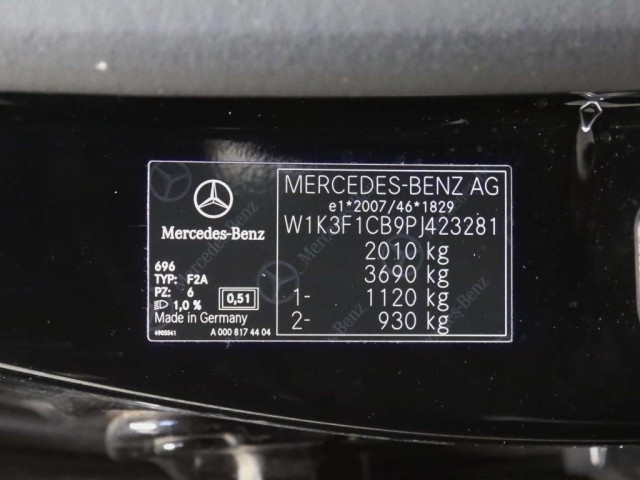 Mercedes-Benz
696
TYP: F2A
PZ: 6
1,0 %
0,51
Made in Germany
4905541
A 000 817 44 04
MERCEDES-BENZ AG
e1*2007/46*1829
W1K3F1CB9PJ423281
2010 kg
3690 kg
1- 1120 kg
2- 930 kg